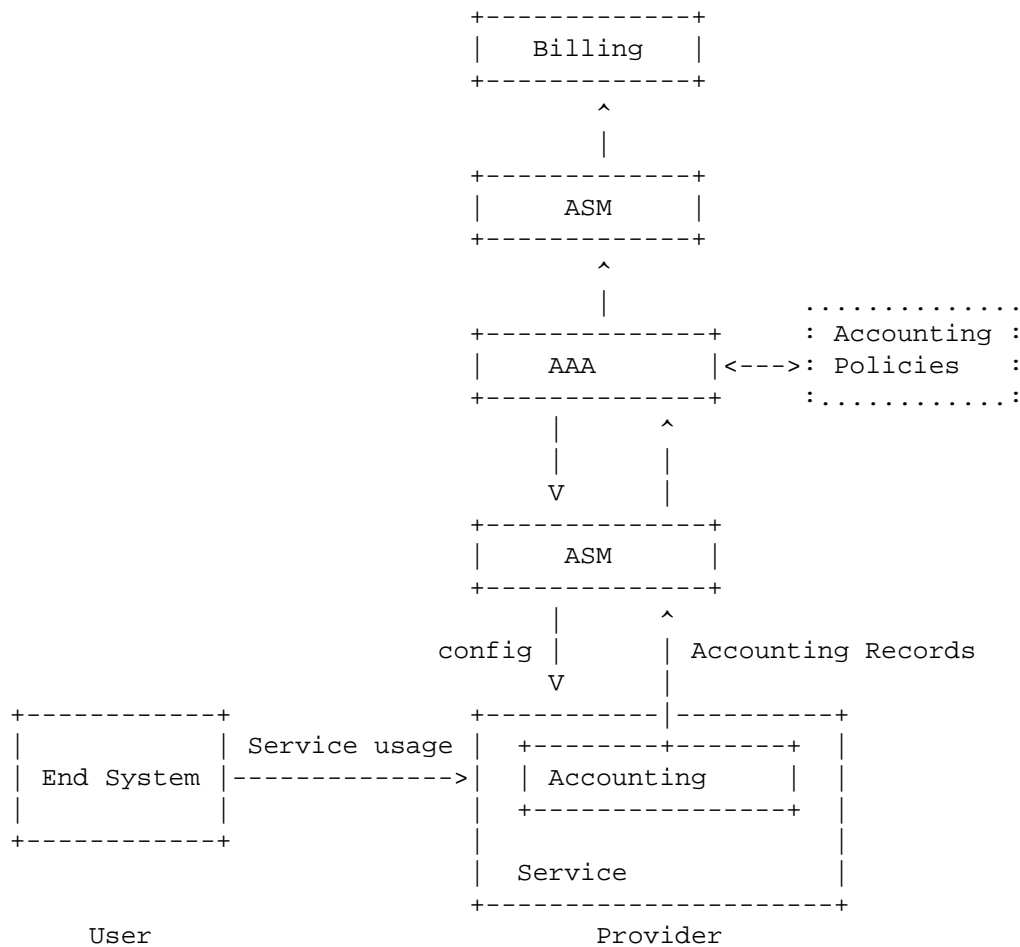 Billing
ASM
: Accounting :
AAA <--->: Policies :
V
ASM
config Accounting Records
V
Service usage
End System Accounting
Service
User Provider